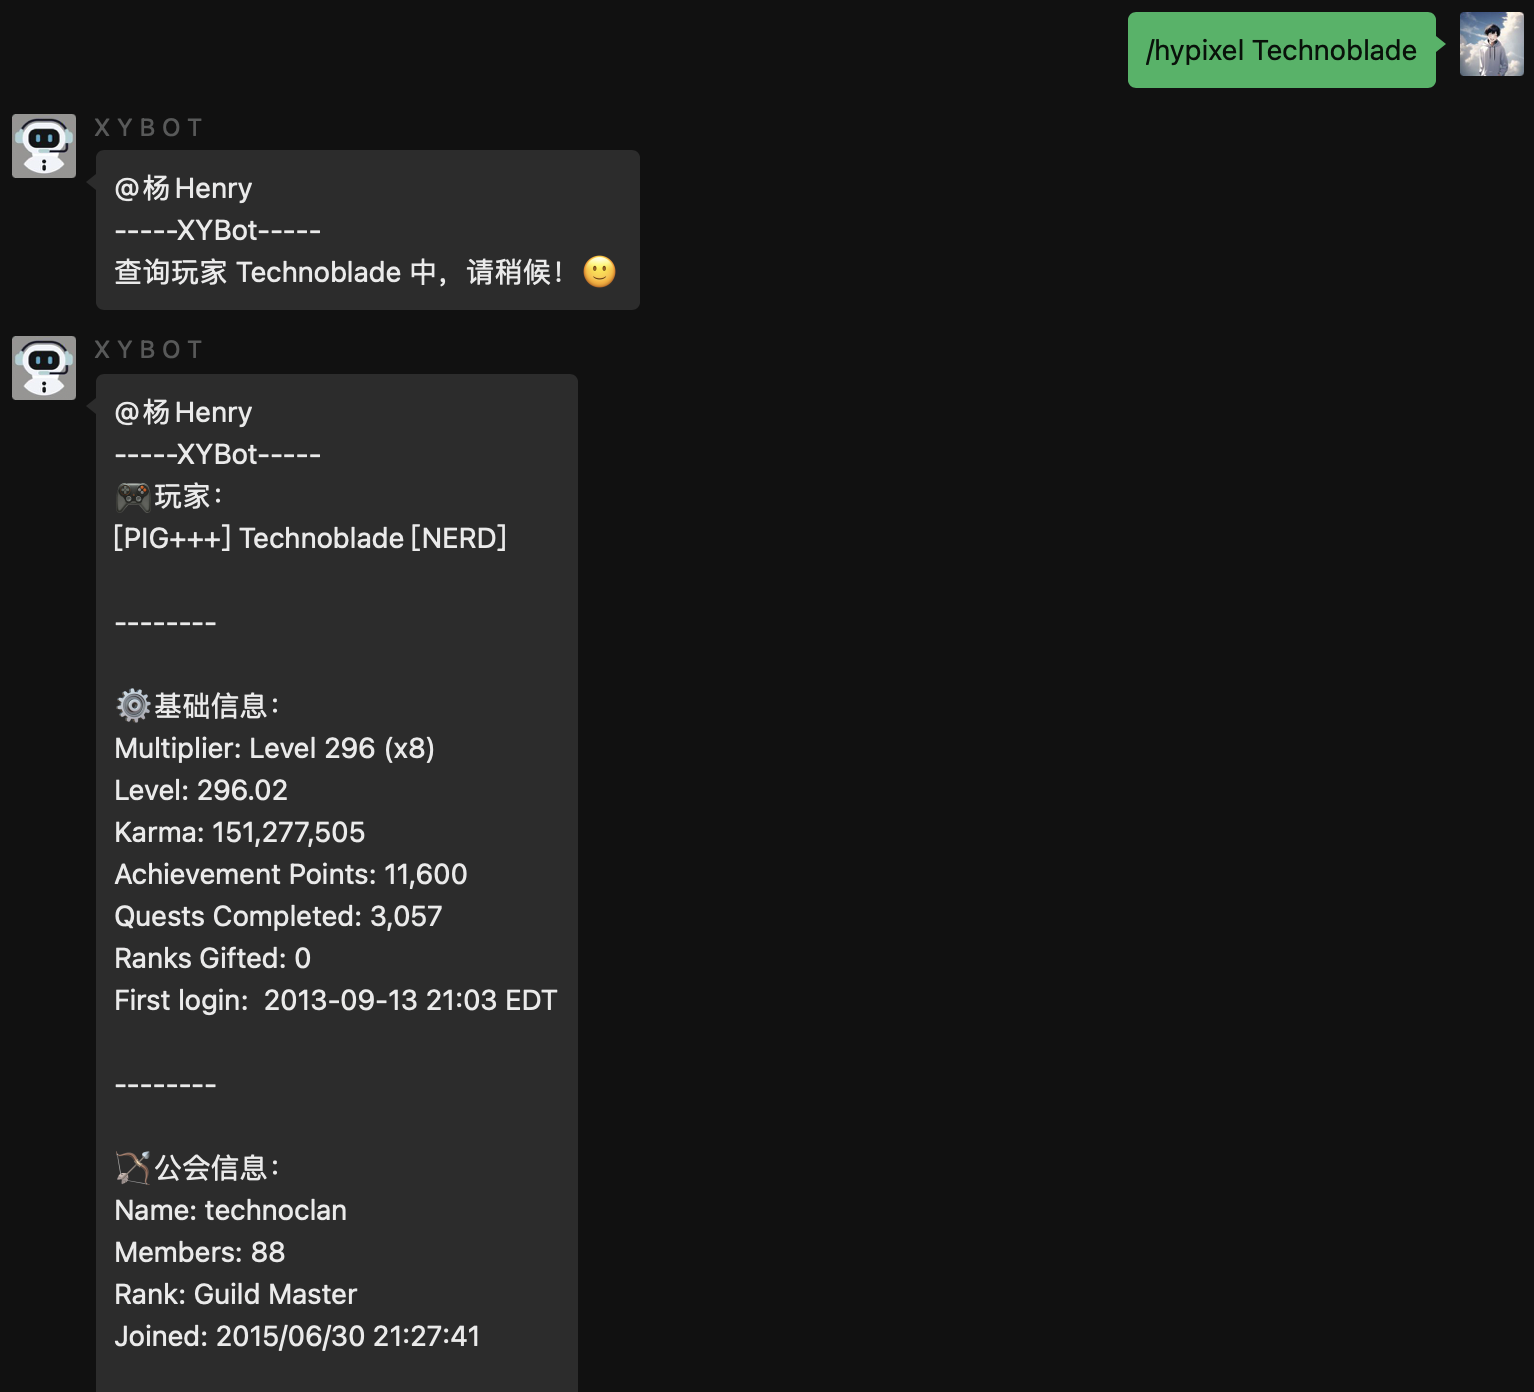 /hypixel Technoblade
XYBOT
@杨Henry
-----XYBot-----
查询玩家 Technoblade 中，请稍候！🙂
XYBOT
@杨Henry
-----XYBot-----
🎮玩家：
[PIG+++] Technoblade [NERD]
--------
⚙️基础信息：
Multiplier: Level 296 (x8)
Level: 296.02
Karma: 151,277,505
Achievement Points: 11,600
Quests Completed: 3,057
Ranks Gifted: 0
First login:  2013-09-13 21:03 EDT
--------
🏹公会信息：
Name: technoclan
Members: 88
Rank: Guild Master
Joined: 2015/06/30 21:27:41